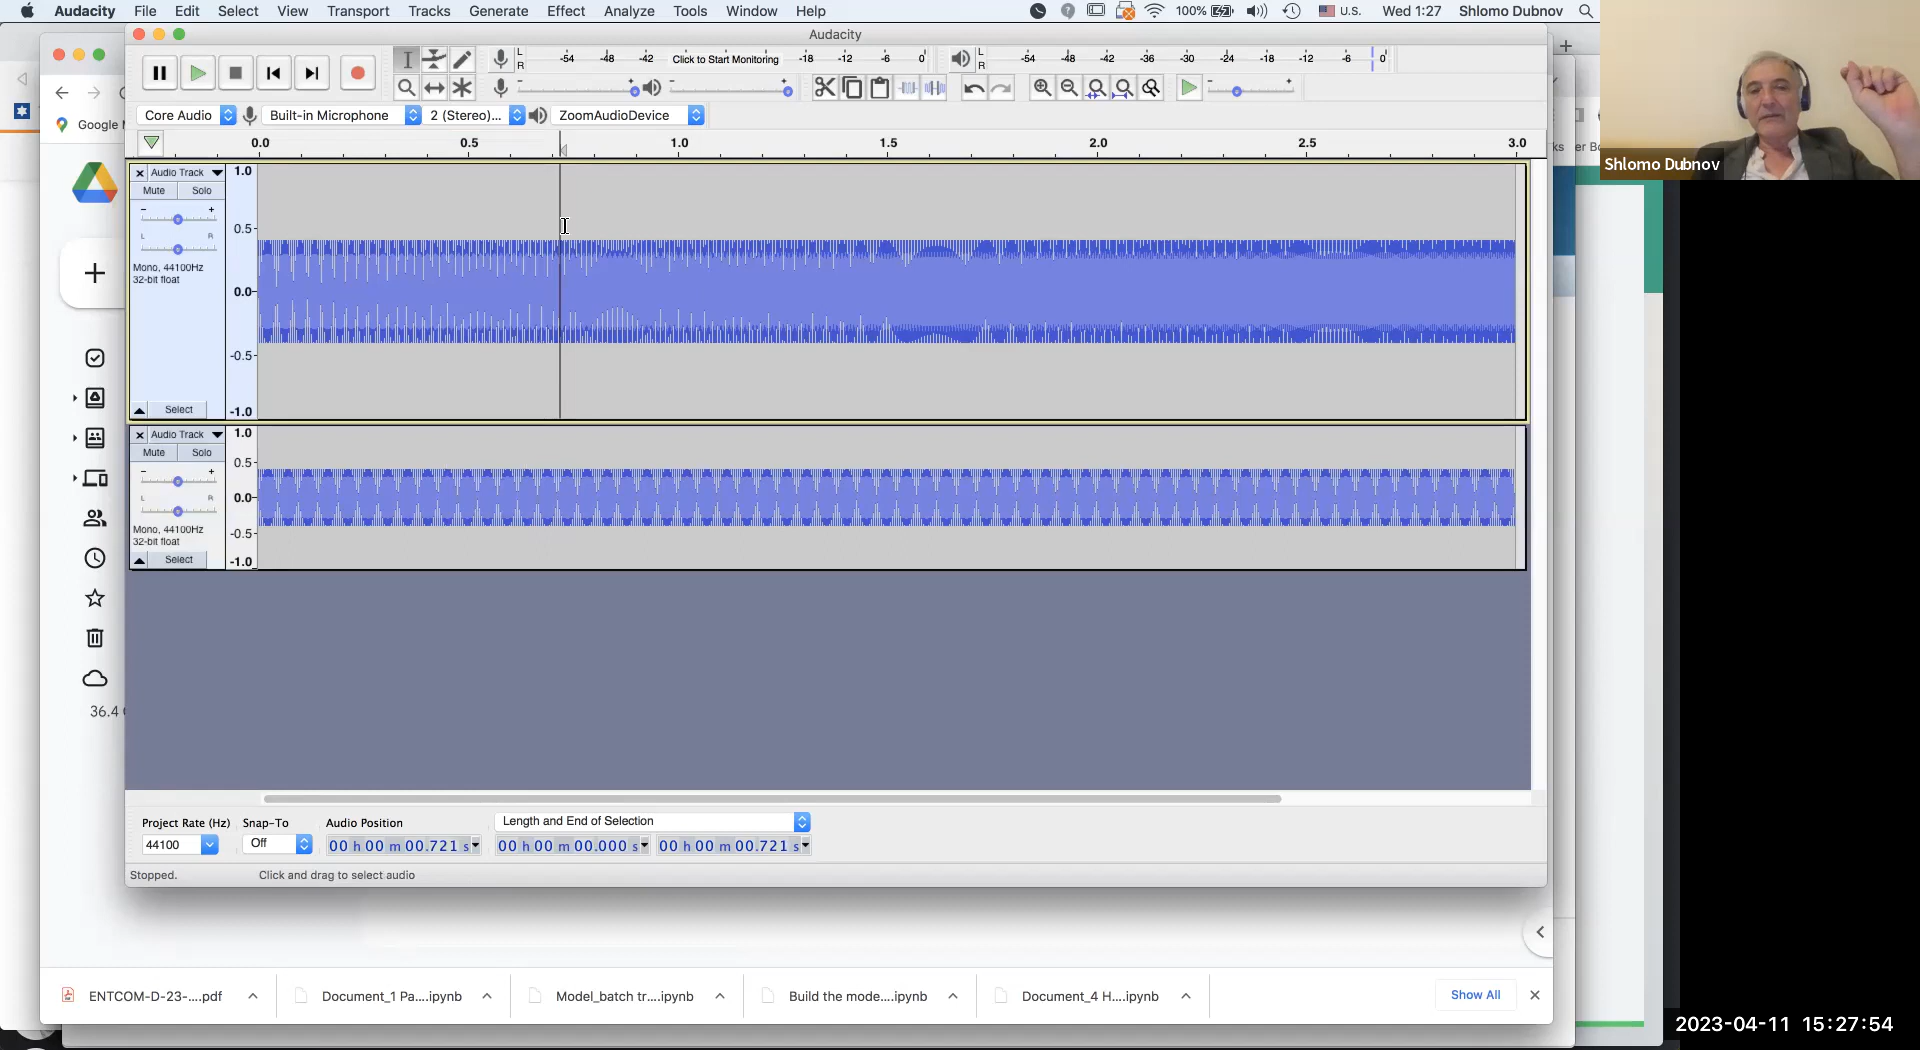 Audacity File Edit Select View Transport Tracks Generate Effect Analyze Tools Window Help 100% U.S. Wed 1:27 Shlomo Dubnov
Audacity
L R -54 -48 -42 Click to Start Monitoring -18 -12 -6 0 L R -54 -48 -42 -36 -30 -24 -18 -12 -6 0
Core Audio Built-in Microphone 2 (Stereo)... ZoomAudioDevice
Google
0.0 0.5 1.0 1.5 2.0 2.5 3.0
Shlomo Dubnov
Audio Track
Mute Solo
- +
L R
Mono, 44100Hz
32-bit float
Select
1.0
0.5
0.0
-0.5
-1.0
Audio Track
Mute Solo
- +
L R
Mono, 44100Hz
32-bit float
Select
1.0
0.5
0.0
-0.5
-1.0
36.4
Project Rate (Hz) Snap-To Audio Position Length and End of Selection
44100 Off 00 h 00 m 00.721 s 00 h 00 m 00.000 s 00 h 00 m 00.721 s
Stopped. Click and drag to select audio
ENTCOM-D-23-....pdf Document_1 Pa....ipynb Model_batch tr....ipynb Build the mode....ipynb Document_4 H....ipynb Show All
2023-04-11 15:27:54